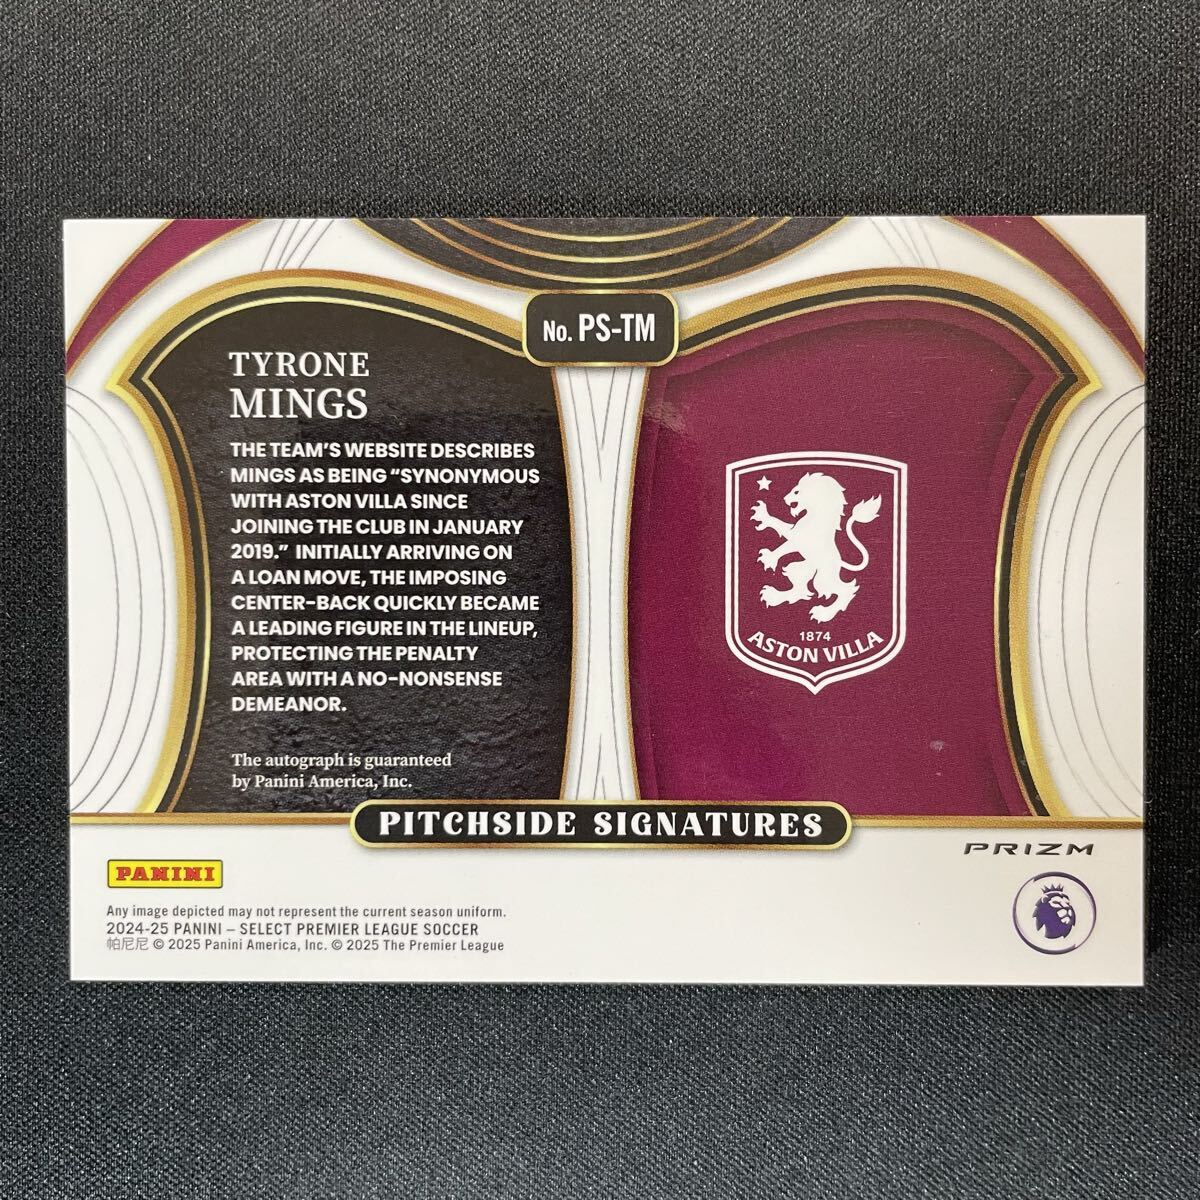 No. PS-TM
TYRONE
MINGS
THE TEAM'S WEBSITE DESCRIBES
MINGS AS BEING “SYNONYMOUS
WITH ASTON VILLA SINCE
JOINING THE CLUB IN JANUARY
2019.” INITIALLY ARRIVING ON
A LOAN MOVE, THE IMPOSING
CENTER-BACK QUICKLY BECAME
A LEADING FIGURE IN THE LINEUP,
PROTECTING THE PENALTY
AREA WITH A NO-NONSENSE
DEMEANOR.
The autograph is guaranteed
by Panini America, Inc.
1874
ASTON VILLA
PITCHSIDE SIGNATURES
PRIZM
PANINI
Any image depicted may not represent the current season uniform.
2024-25 PANINI – SELECT PREMIER LEAGUE SOCCER
帕尼尼 © 2025 Panini America, Inc. © 2025 The Premier League